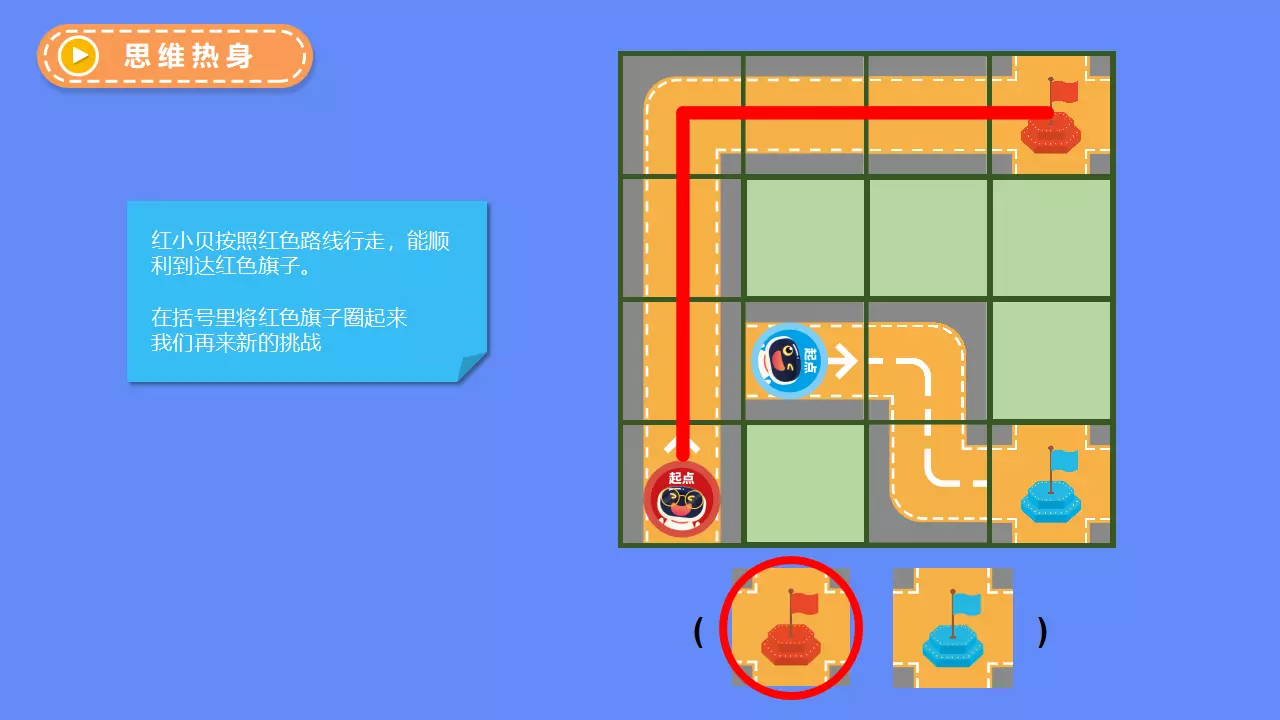 思维热身
红小贝按照红色路线行走，能顺
利到达红色旗子。
在括号里将红色旗子圈起来
我们再来新的挑战
起点
起点
( )